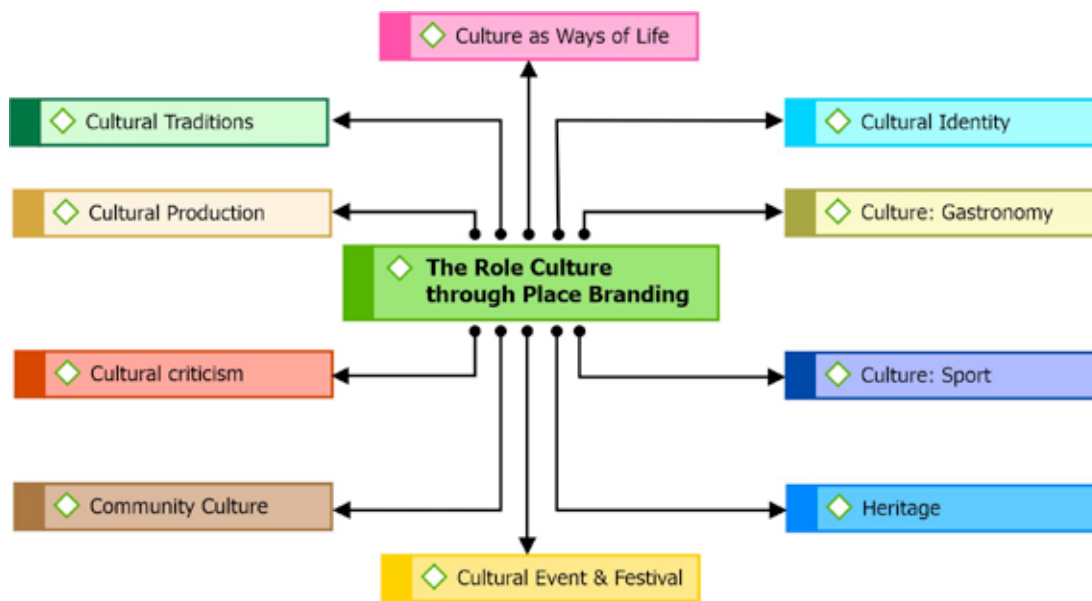 Culture as Ways of Life
Cultural Traditions
Cultural Identity
Cultural Production
Culture: Gastronomy
The Role Culture
through Place Branding
Cultural criticism
Culture: Sport
Community Culture
Heritage
Cultural Event & Festival